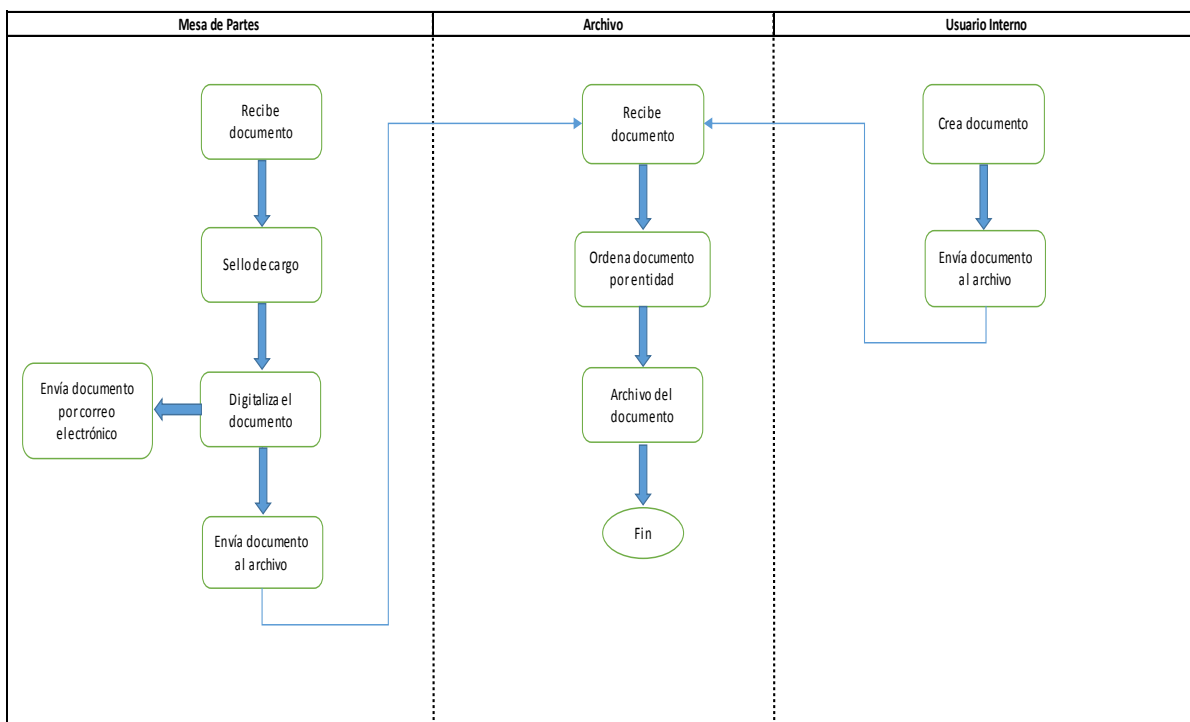 Mesa de Partes
Archivo
Usuario Interno
Recibe
documento
Sello de cargo
Digitaliza el
documento
Envía documento
por correo
electrónico
Envía documento
al archivo
Recibe
documento
Ordena documento
por entidad
Archivo del
documento
Fin
Crea documento
Envía documento
al archivo